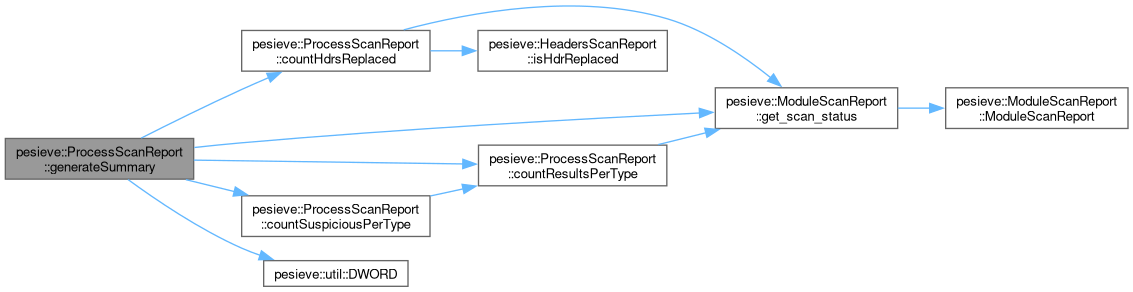 pesieve::ProcessScanReport
::generateSummary
pesieve::ProcessScanReport
::countHdrsReplaced
pesieve::HeadersScanReport
::isHdrReplaced
pesieve::ModuleScanReport
::get_scan_status
pesieve::ModuleScanReport
::ModuleScanReport
pesieve::ProcessScanReport
::countResultsPerType
pesieve::ProcessScanReport
::countSuspiciousPerType
pesieve::util::DWORD